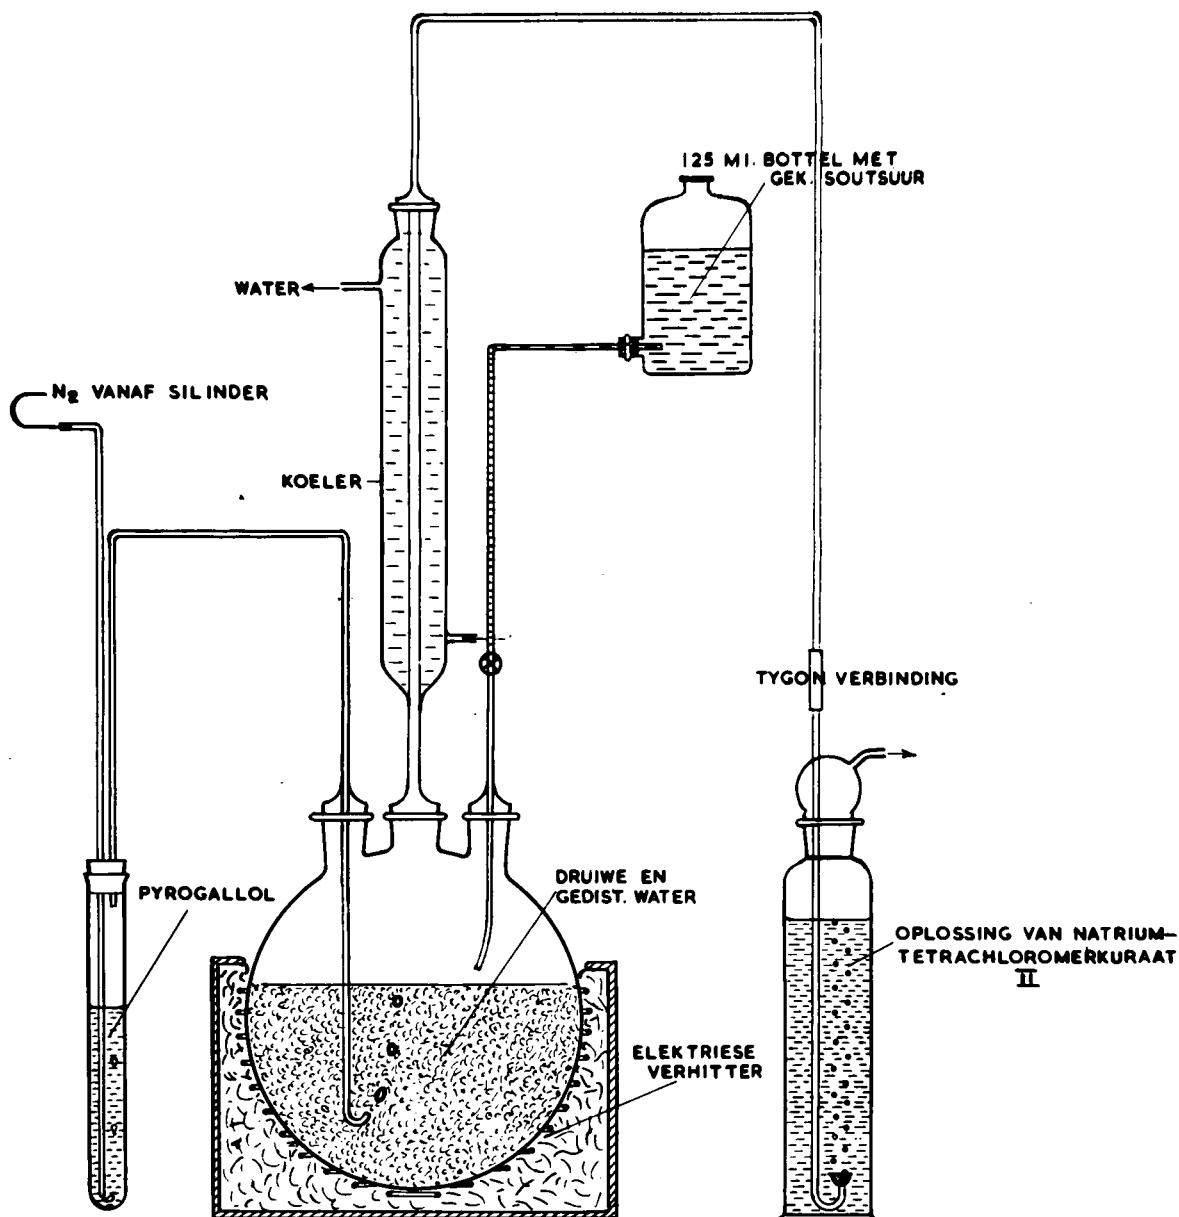 125 Ml. BOTTEL MET
GEK. SOUTSUUR
WATER
N2 VANAF SILINDER
KOELER
TYGON VERBINDING
PYROGALLOL
DRUIWE EN
GEDIST. WATER
OPLOSSING VAN NATRIUM-
TETRACHLOROMERKURAAT
II
ELEKTRIESE
VERHITTER